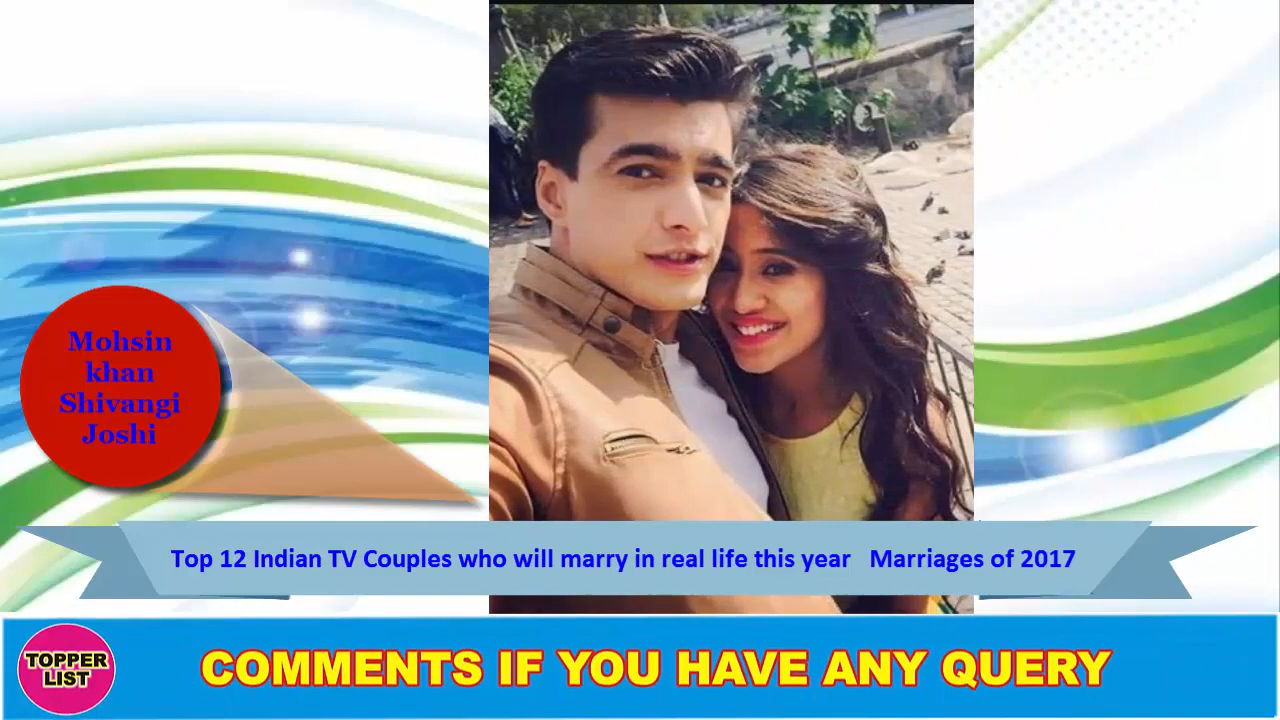 Mohsin
khan
Shivangi
Joshi
Top 12 Indian TV Couples who will marry in real life this year   Marriages of 2017
TOPPER
LIST
COMMENTS IF YOU HAVE ANY QUERY